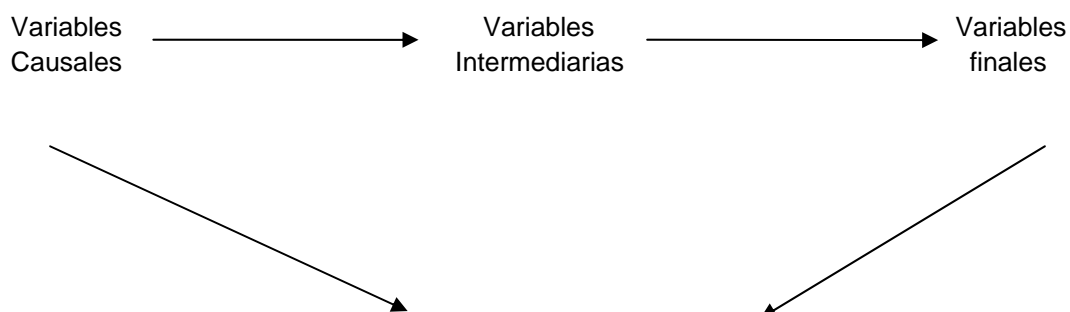 Variables
Causales
Variables
Intermediarias
Variables
finales